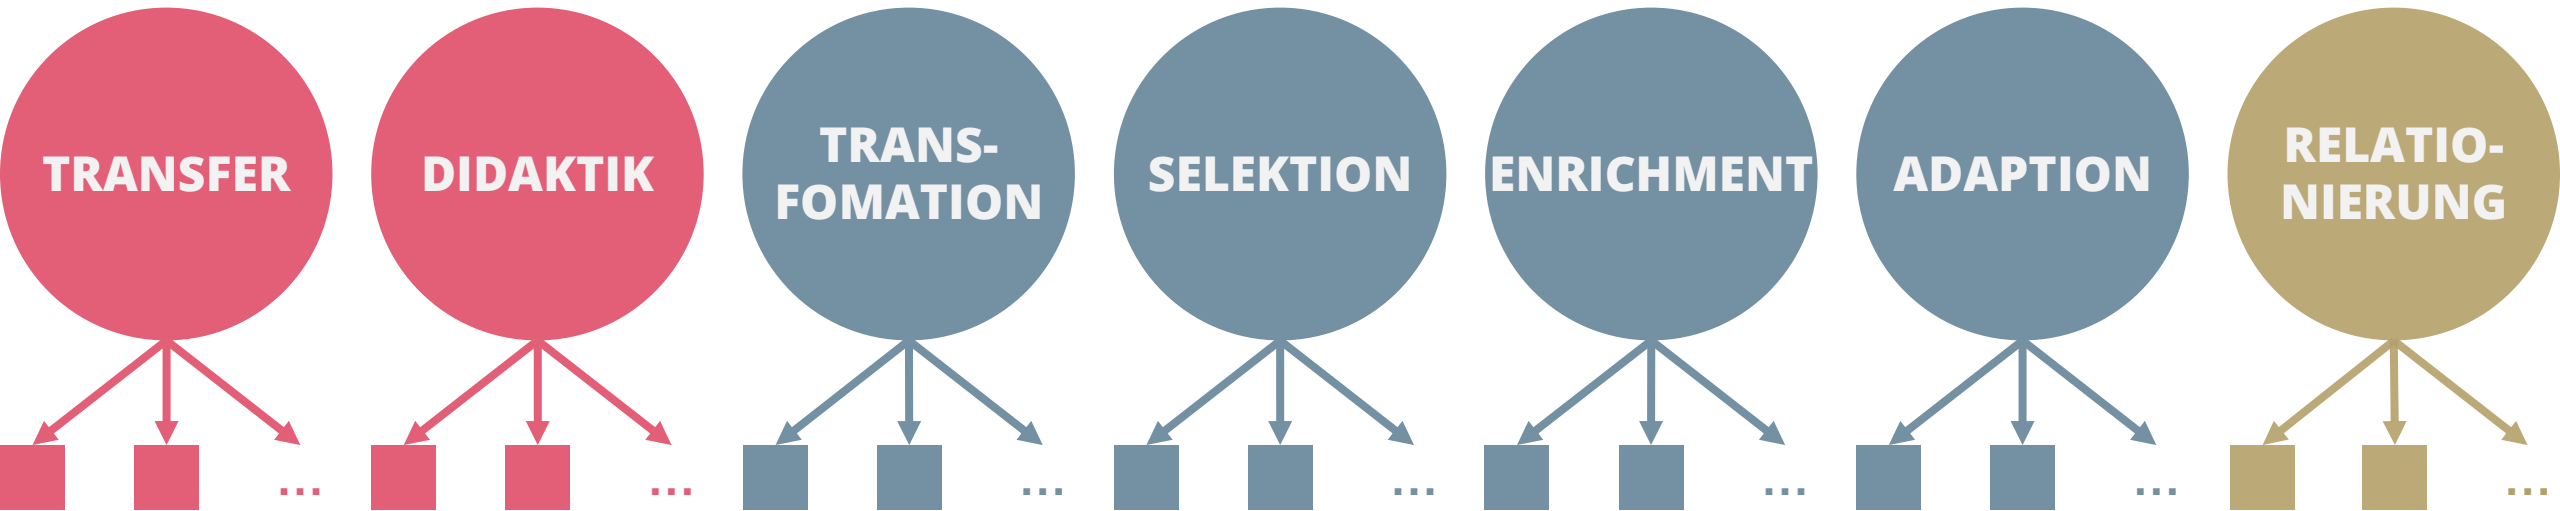 TRANSFER
DIDAKTIK
TRANS-
FOMATION
SELEKTION
ENRICHMENT
ADAPTION
RELATIO-
NIERUNG
... ... ... ... ... ... ...